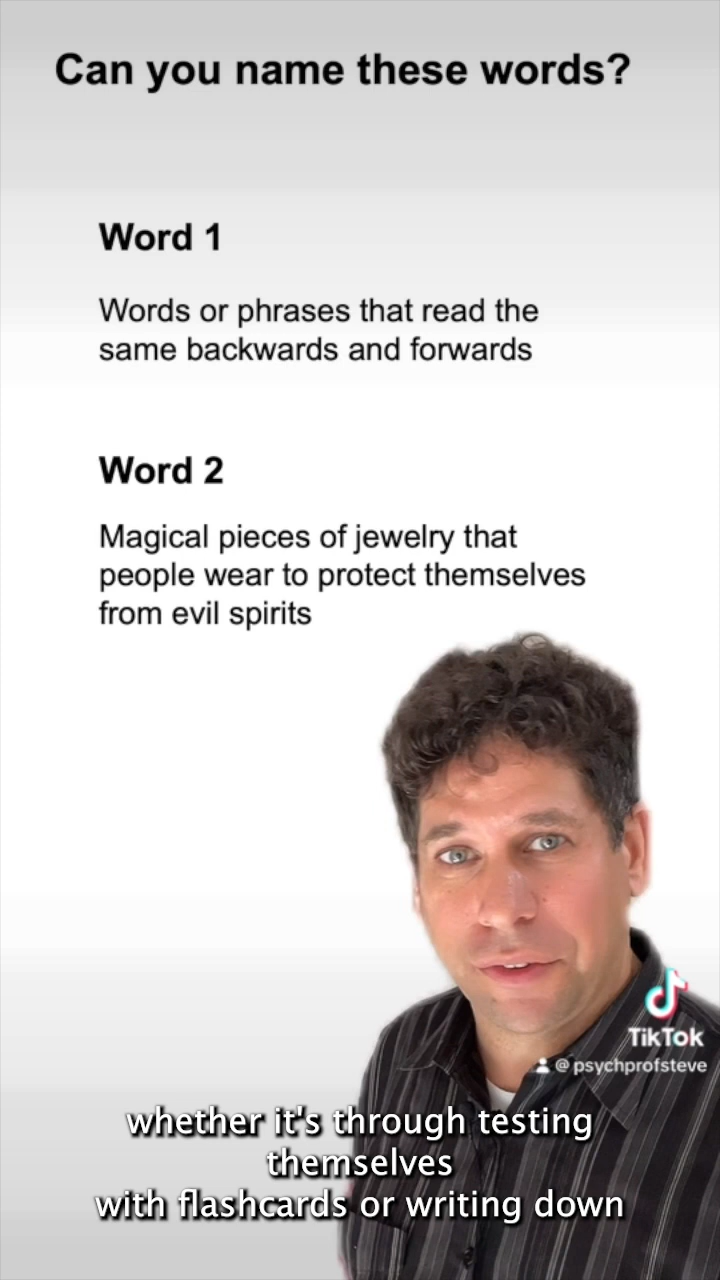 Can you name these words?
Word 1
Words or phrases that read the
same backwards and forwards
Word 2
Magical pieces of jewelry that
people wear to protect themselves
from evil spirits
TikTok
@psychprofsteve
whether it's through testing
themselves
with flashcards or writing down